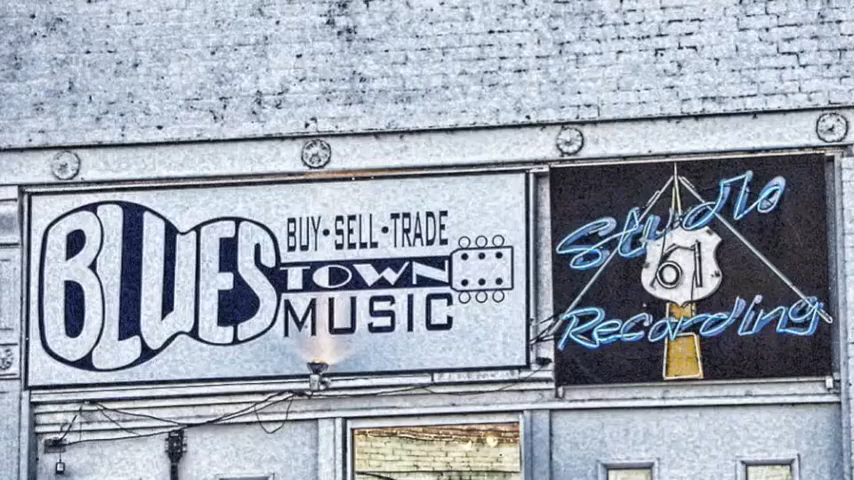 BLUES
BUY-SELL-TRADE
TOWN
MUSIC
Studio
61
Recording